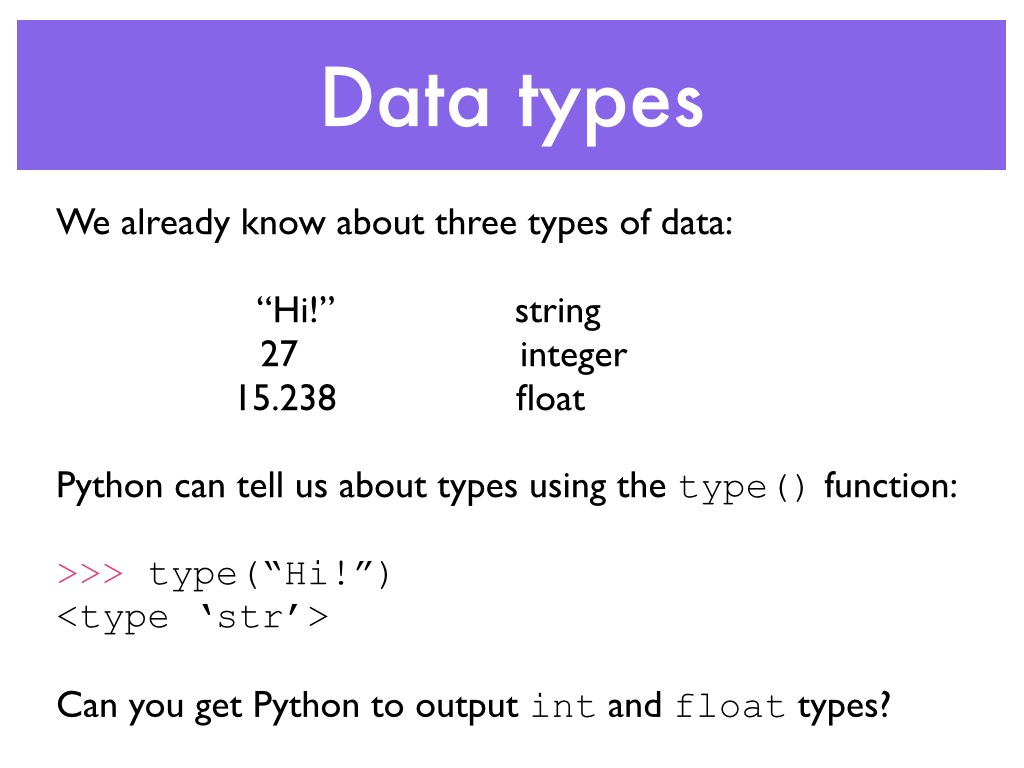 Data types
We already know about three types of data:
“Hi!” string
27 integer
15.238 float
Python can tell us about types using the type() function:
>>> type(“Hi!”)
<type ‘str’>
Can you get Python to output int and float types?